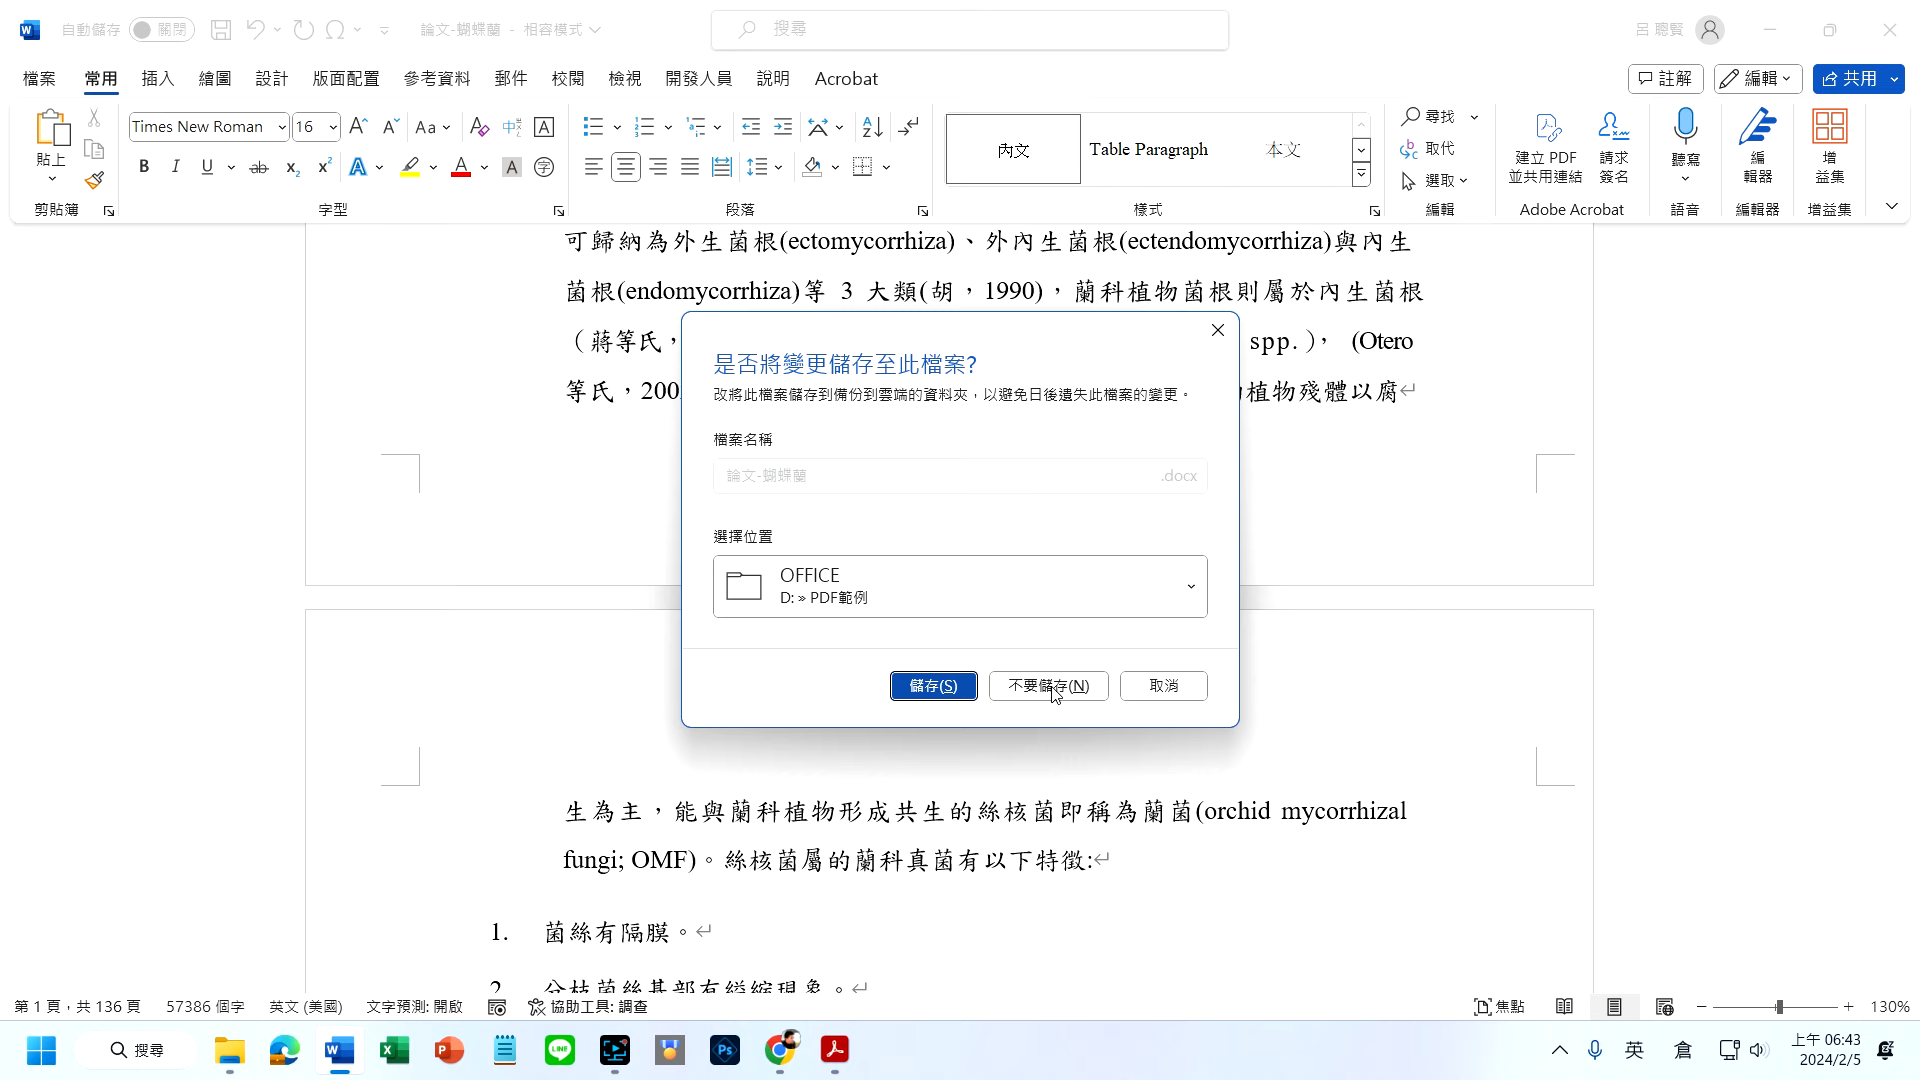 自動儲存 關閉 論文-蝴蝶蘭 - 相容模式 搜尋 呂 聰賢
檔案 常用 插入 繪圖 設計 版面配置 參考資料 郵件 校閱 檢視 開發人員 說明 Acrobat 註解 編輯 共用
貼上 Times New Roman 16 內文 Table Paragraph 本文 尋找 取代 選取 建立 PDF 並共用連結 請求 簽名 聽寫 編輯器 增益集
剪貼簿 字型 段落 樣式 編輯 Adobe Acrobat 語音 編輯器 增益集
可歸納為外生菌根(ectomycorrhiza)、外內生菌根(ectendomycorrhiza)與內生
菌根(endomycorrhiza)等 3 大類(胡,1990),蘭科植物菌根則屬於內生菌根
(蔣等氏, spp.), (Otero
等氏,200 植物殘體以腐
是否將變更儲存至此檔案?
改將此檔案儲存到備份到雲端的資料夾,以避免日後遺失此檔案的變更。
檔案名稱
論文-蝴蝶蘭 .docx
選擇位置
OFFICE
D: » PDF範例
儲存(S) 不要儲存(N) 取消
生為主,能與蘭科植物形成共生的絲核菌即稱為蘭菌(orchid mycorrhizal
fungi; OMF)。絲核菌屬的蘭科真菌有以下特徵:
1. 菌絲有隔膜。
2. 分枝菌絲基部有縊縮現象。
第 1 頁,共 136 頁 57386 個字 英文 (美國) 文字預測: 開啟 協助工具: 調查 焦點 130%
搜尋 英 倉 上午 06:43
2024/2/5